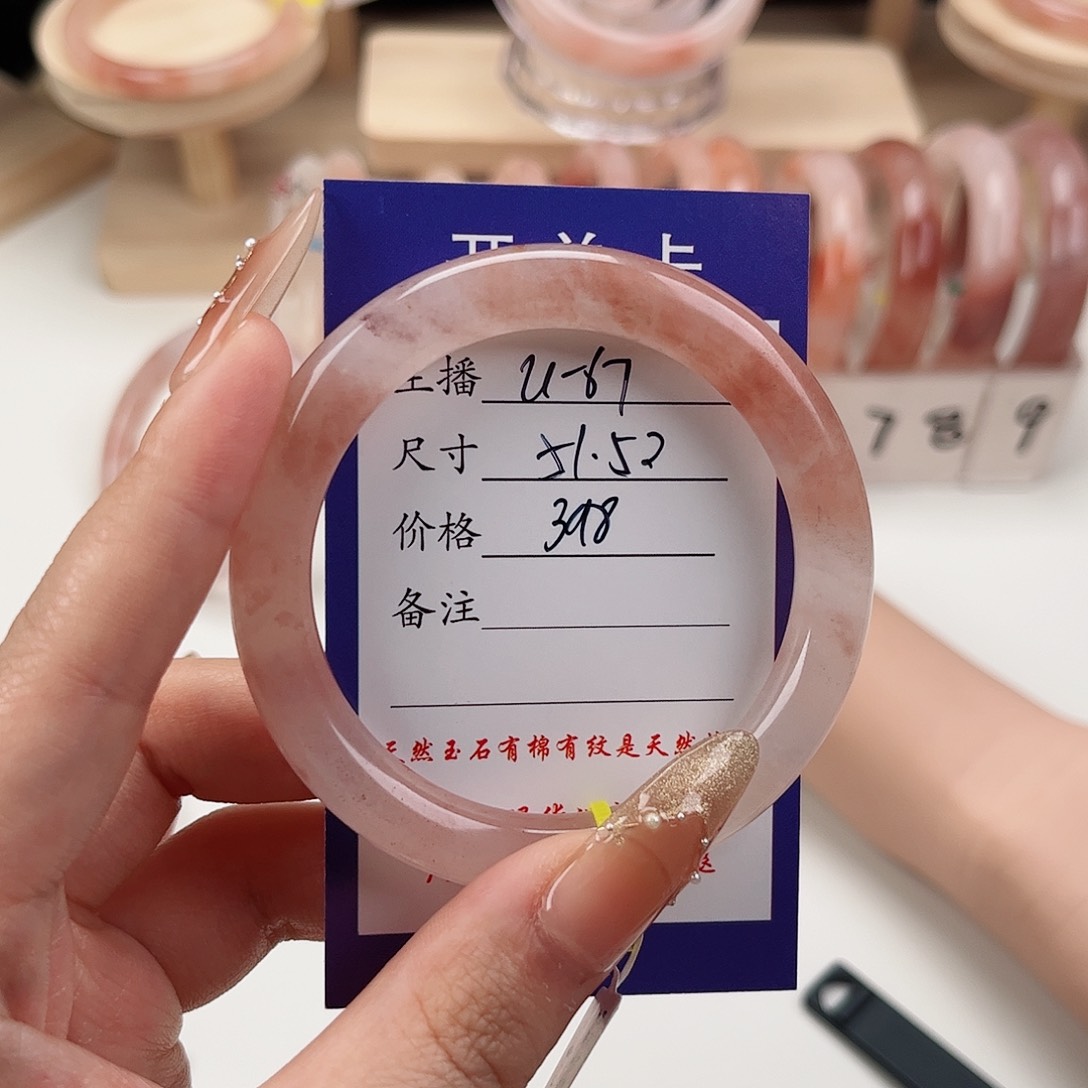 主播 U-67
尺寸 51.52
价格 398
备注
天然玉石有棉有纹是天然
7 8 9